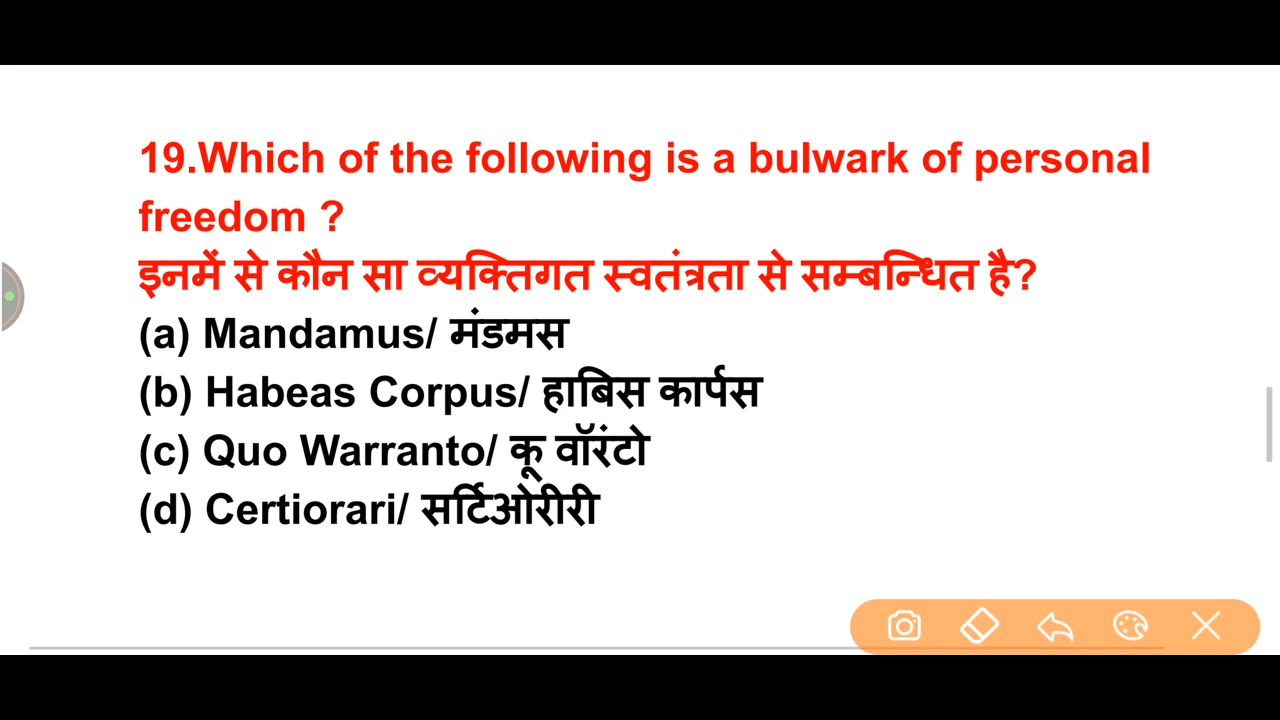 19.Which of the following is a bulwark of personal
freedom ?
इनमें से कौन सा व्यक्तिगत स्वतंत्रता से सम्बन्धित है?
(a) Mandamus/ मंडमस
(b) Habeas Corpus/ हाबिस कार्पस
(c) Quo Warranto/ कू वॉरंटो
(d) Certiorari/ सर्टिओरीरी